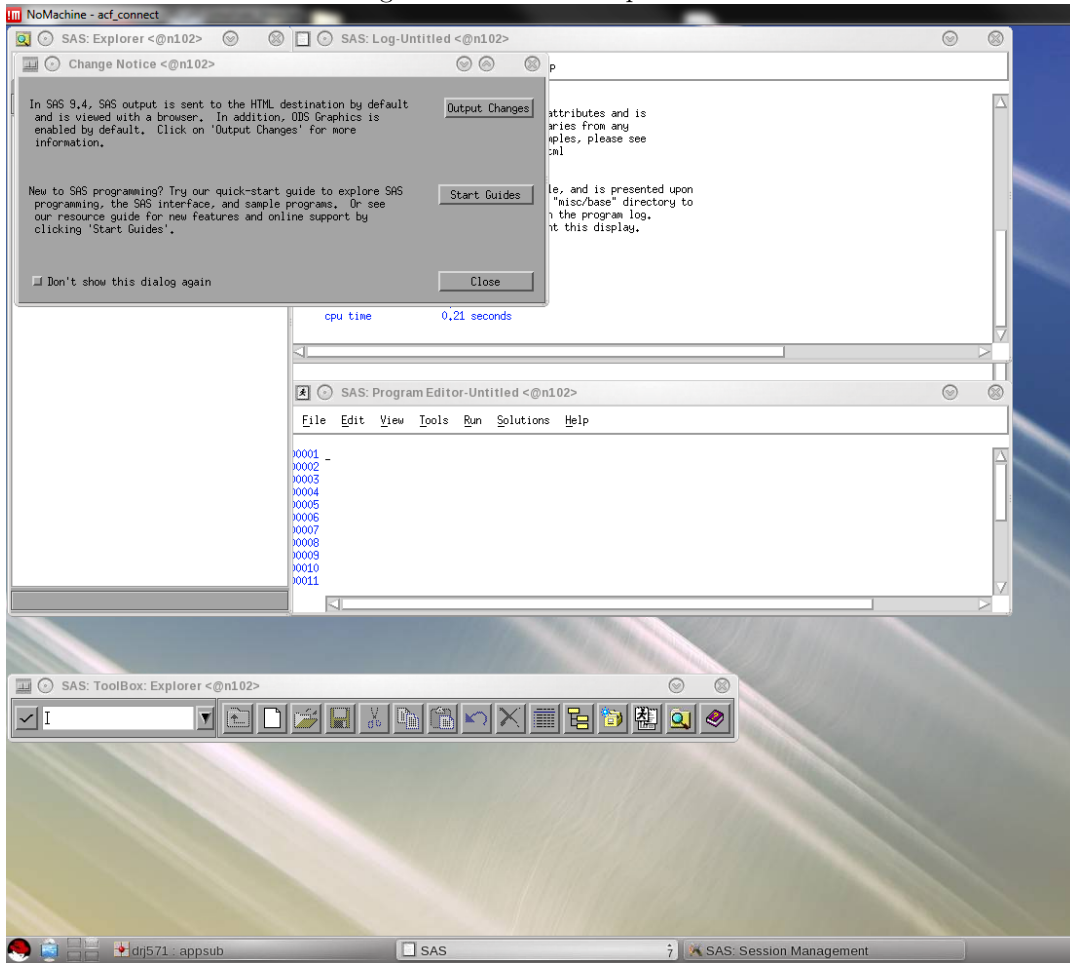 NoMachine - acf_connect
SAS: Explorer <@n102>
SAS: Log-Untitled <@n102>
Change Notice <@n102>
p
In SAS 9.4, SAS output is sent to the HTML destination by default
and is viewed with a browser. In addition, ODS Graphics is
enabled by default. Click on 'Output Changes' for more
information.
Output Changes
New to SAS programming? Try our quick-start guide to explore SAS
programming, the SAS interface, and sample programs. Or see
our resource guide for new features and online support by
clicking 'Start Guides'.
Start Guides
Don't show this dialog again
Close
attributes and is
aries from any
mples, please see
tml
le, and is presented upon
"misc/base" directory to
n the program log.
nt this display.
cpu time 0.21 seconds
SAS: Program Editor-Untitled <@n102>
File Edit View Tools Run Solutions Help
00001
00002
00003
00004
00005
00006
00007
00008
00009
00010
00011
SAS: ToolBox: Explorer <@n102>
drj571 : appsub
SAS
7
SAS: Session Management